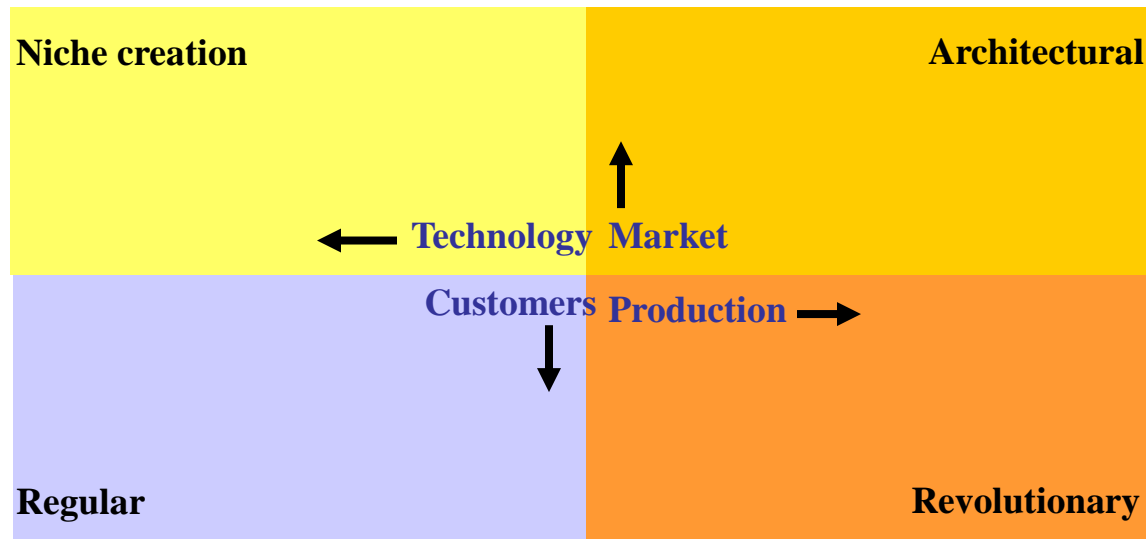 Niche creation
Architectural
Technology
Market
Customers
Production
Regular
Revolutionary